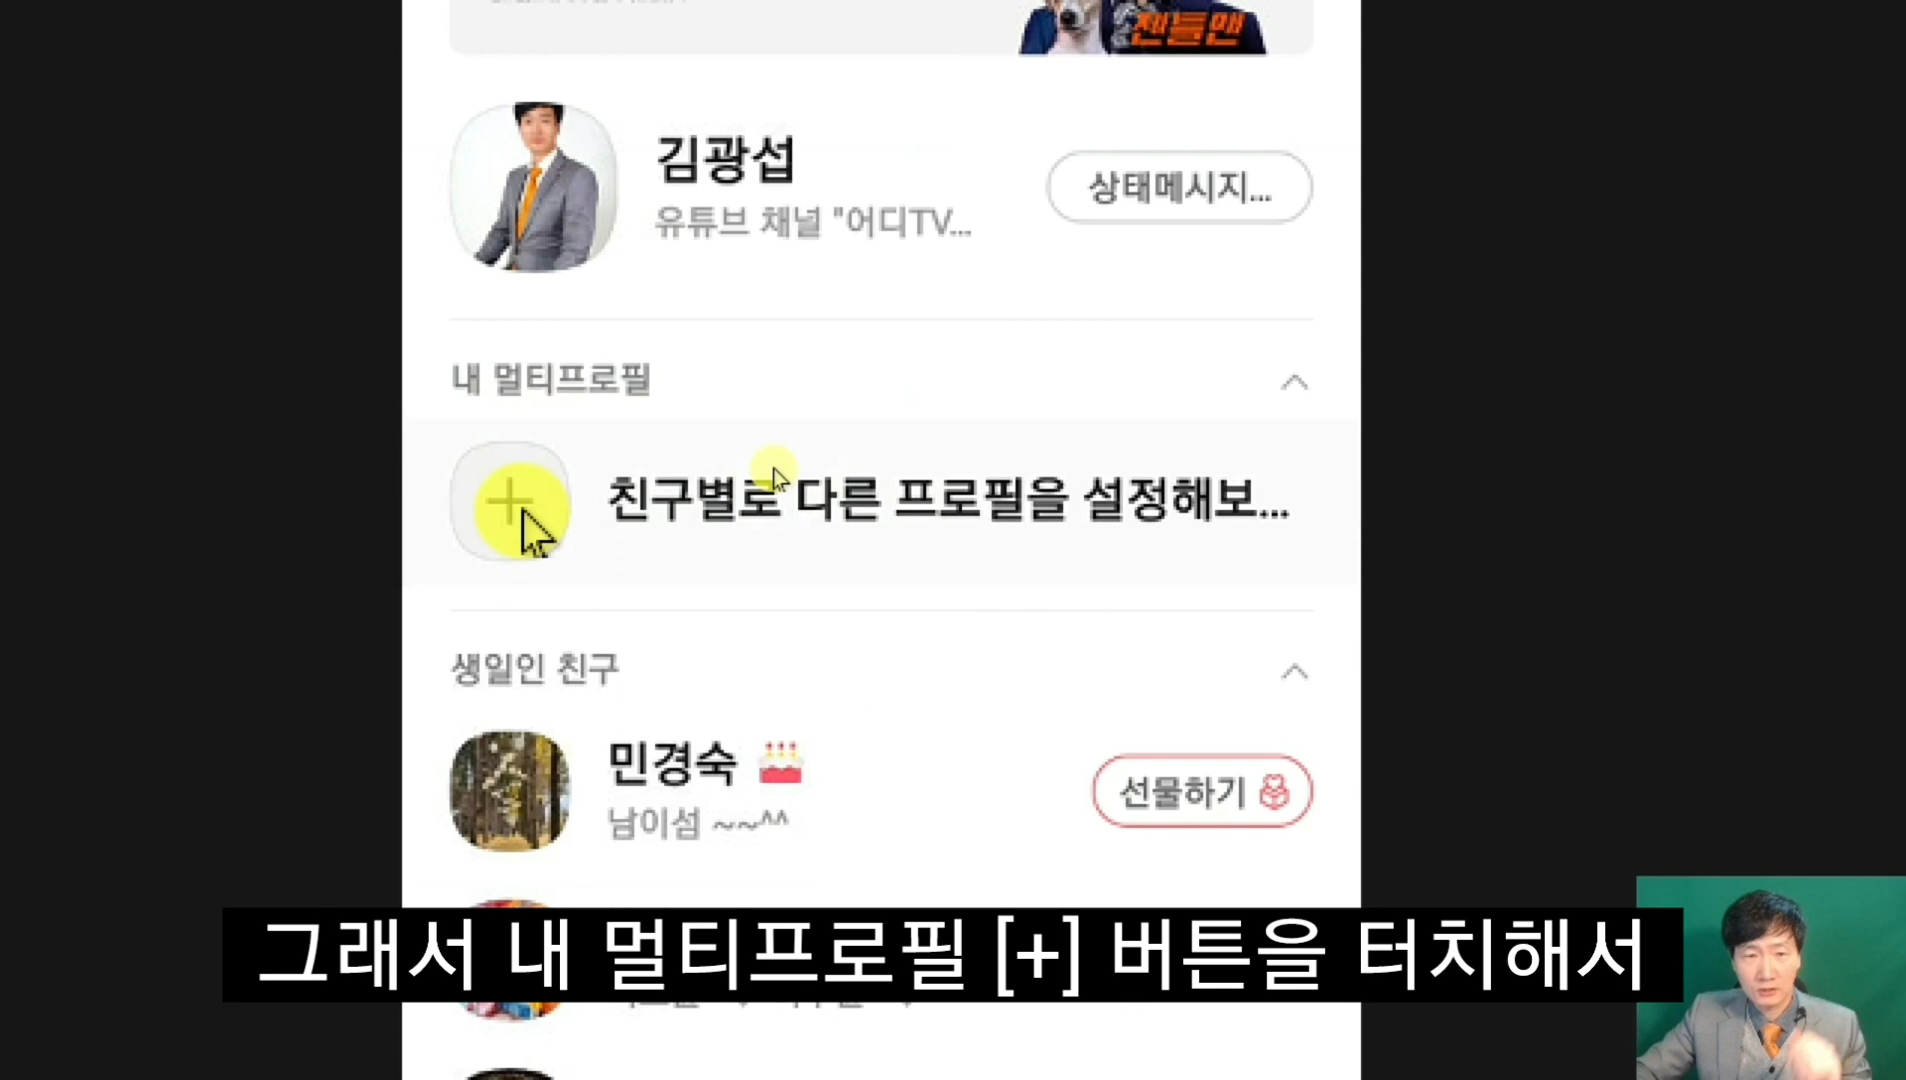 젠틀맨
김광섭
유튜브 채널 "어디TV...
상태메시지...
내 멀티프로필
친구별로 다른 프로필을 설정해보...
생일인 친구
민경숙
남이섬 ~~^^
선물하기
그래서 내 멀티프로필 [+] 버튼을 터치해서